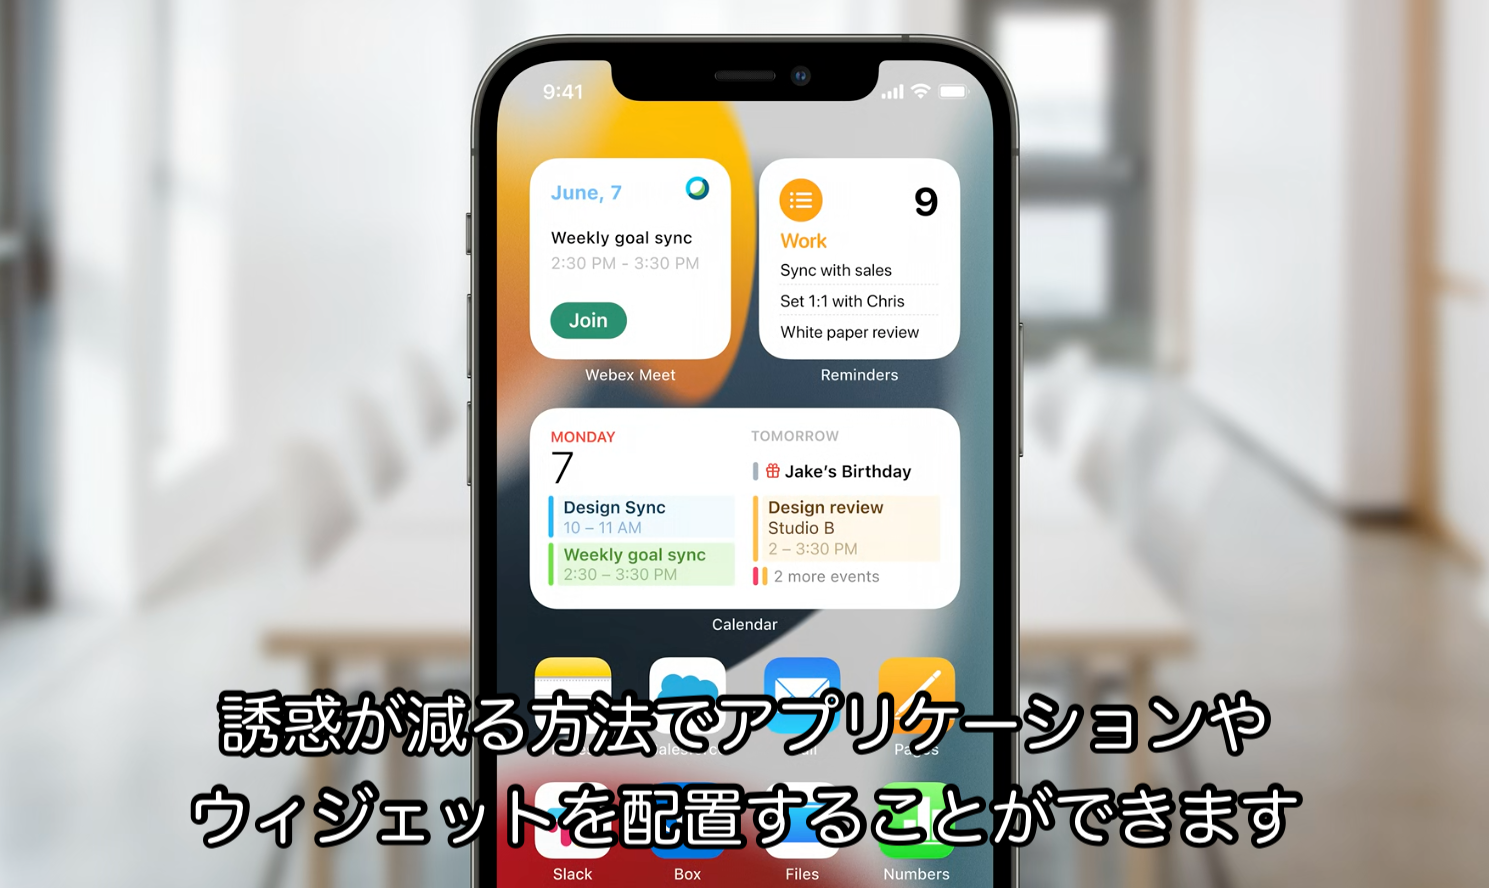 9:41
June, 7
Weekly goal sync
2:30 PM - 3:30 PM
Join
Webex Meet
9
Work
Sync with sales
Set 1:1 with Chris
White paper review
Reminders
MONDAY
7
Design Sync
10 – 11 AM
Weekly goal sync
2:30 – 3:30 PM
TOMORROW
Jake's Birthday
Design review
Studio B
2 – 3:30 PM
2 more events
Calendar
Pages
誘惑が減る方法でアプリケーションや
ウィジェットを配置することができます
Slack
Box
Files
Numbers